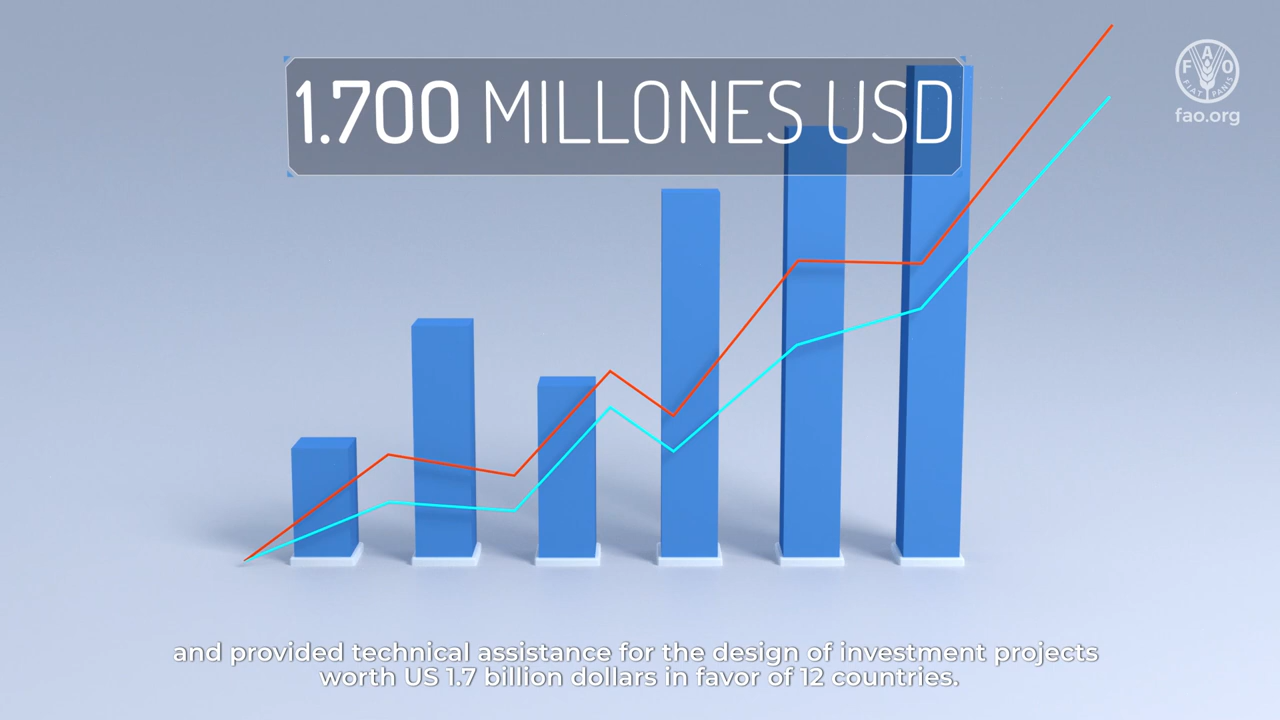 1.700 MILLONES USD
F A O
FIAT PANIS
fao.org
and provided technical assistance for the design of investment projects
worth US 1.7 billion dollars in favor of 12 countries.